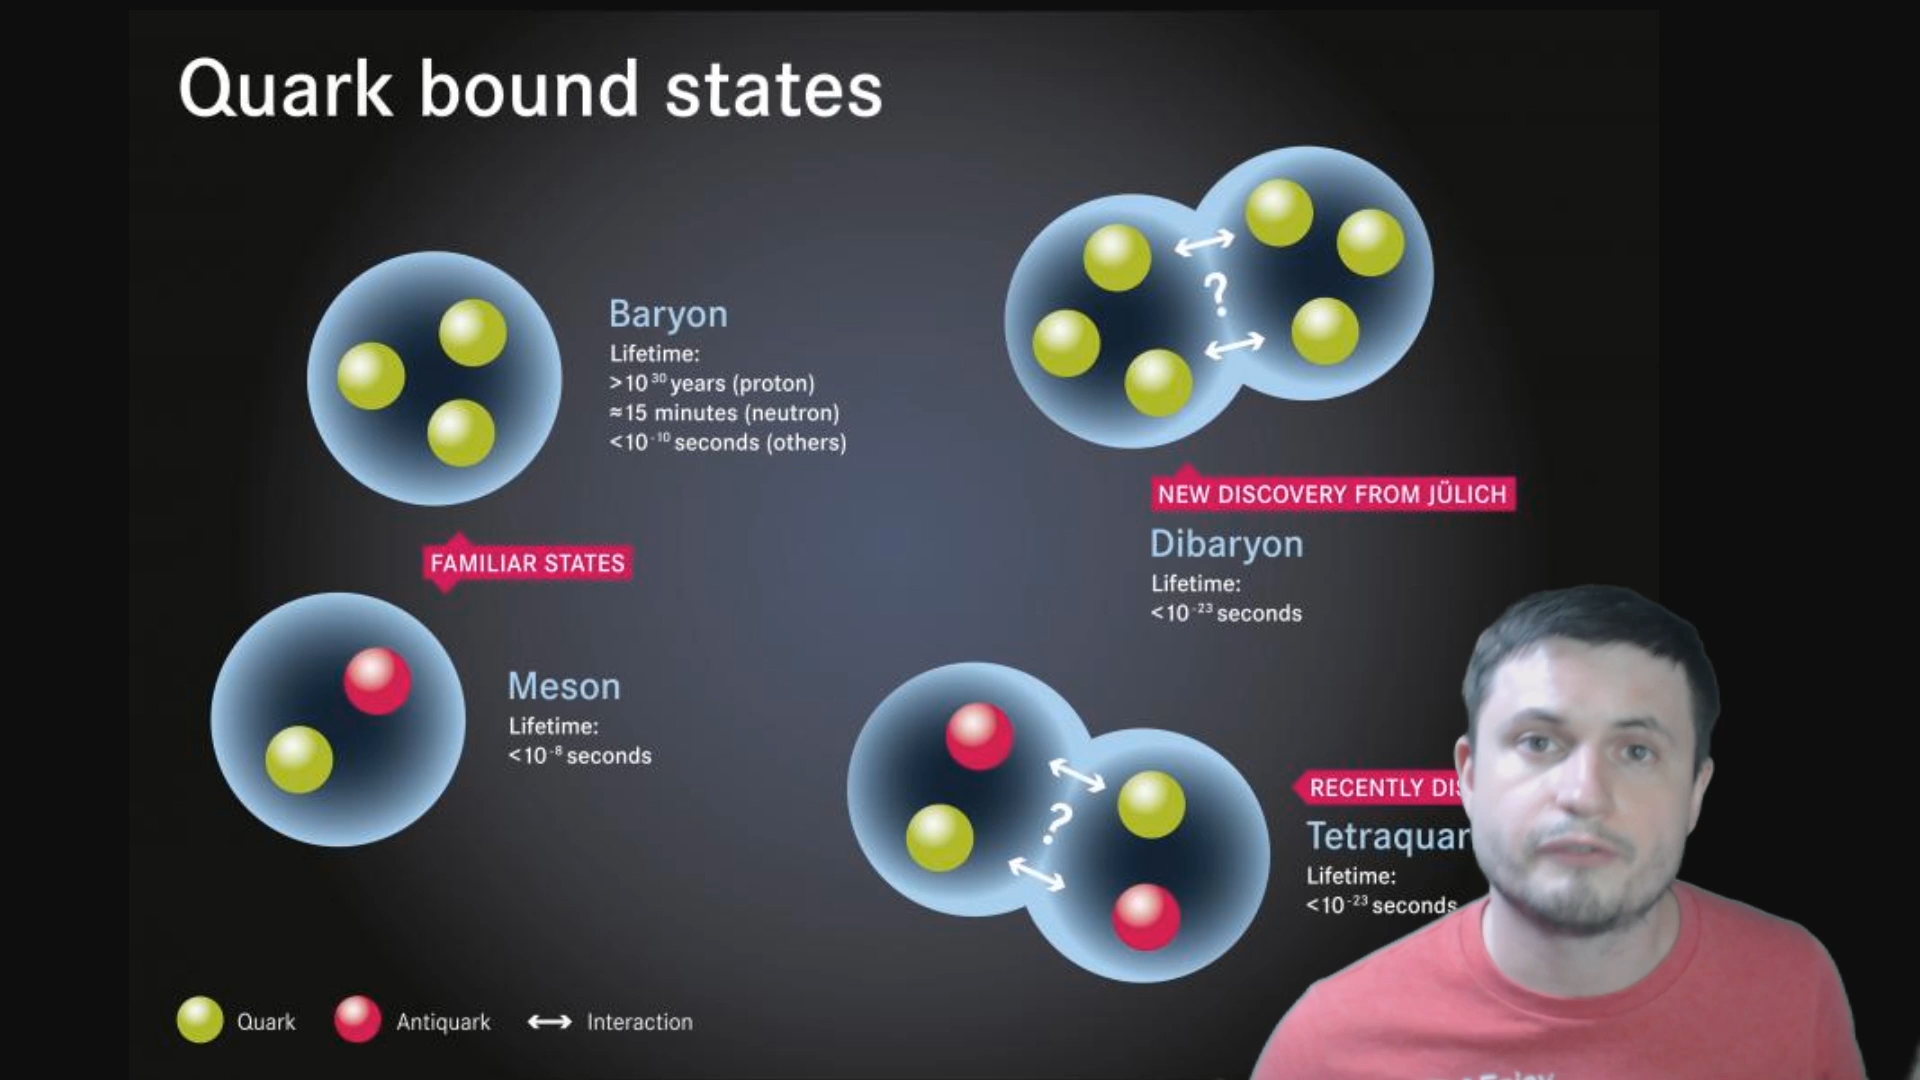 Quark bound states
Baryon
Lifetime:
>10³⁰ years (proton)
≈15 minutes (neutron)
<10⁻¹⁰ seconds (others)
FAMILIAR STATES
Meson
Lifetime:
<10⁻⁸ seconds
?
NEW DISCOVERY FROM JÜLICH
Dibaryon
Lifetime:
<10⁻²³ seconds
?
RECENTLY
Lifetime:
<10⁻²³ seconds
Quark
Antiquark
Interaction